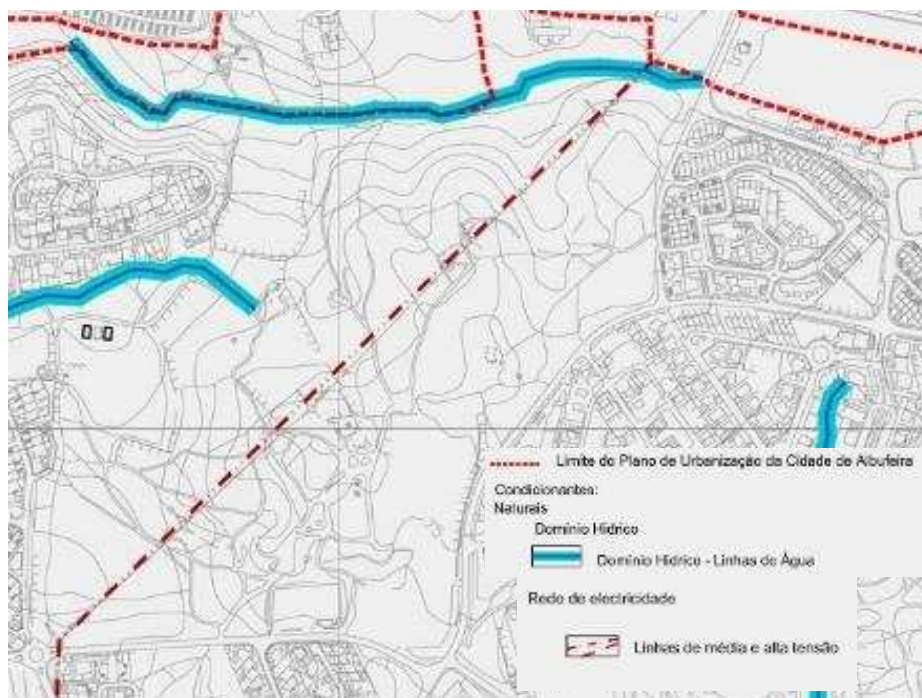 Limite do Plano de Urbanização da Cidade de Albufeira
Condicionantes:
Naturais
Domínio Hídrico
Domínio Hídrico - Linhas de Água
Rede de electricidade
Linhas de média e alta tensão